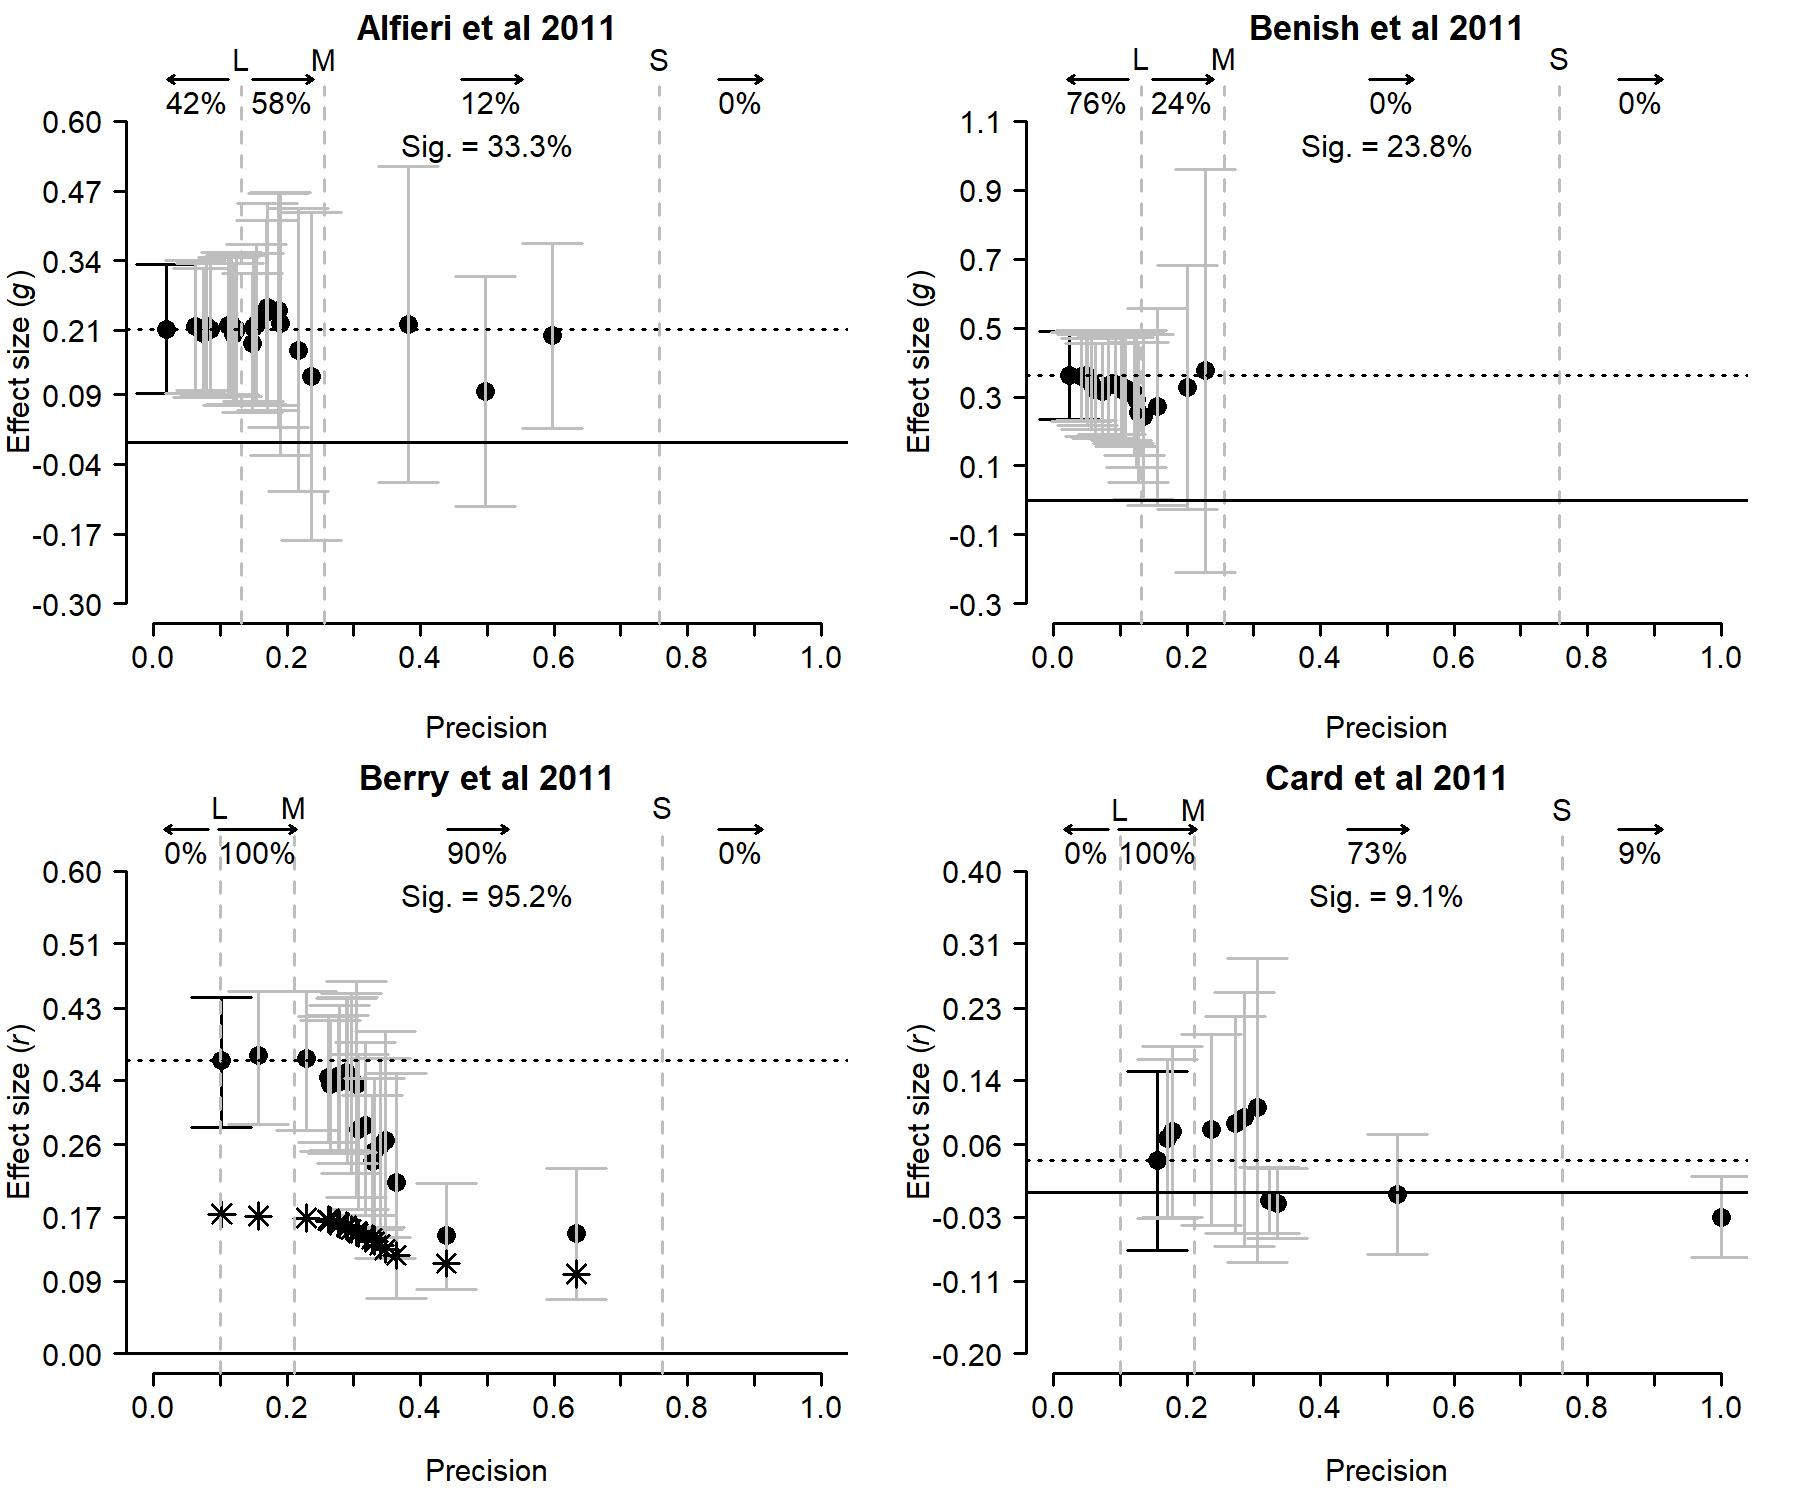 Alfieri et al 2011
L M S
42% 58% 12% 0%
Sig. = 33.3%
0.60
0.47
0.34
0.21
0.09
-0.04
-0.17
-0.30
Effect size (g)
0.0 0.2 0.4 0.6 0.8 1.0
Precision
Benish et al 2011
L M S
76% 24% 0% 0%
Sig. = 23.8%
1.1
0.9
0.7
0.5
0.3
0.1
-0.1
-0.3
Effect size (g)
0.0 0.2 0.4 0.6 0.8 1.0
Precision
Berry et al 2011
L M S
0% 100% 90% 0%
Sig. = 95.2%
0.60
0.51
0.43
0.34
0.26
0.17
0.09
0.00
Effect size (r)
0.0 0.2 0.4 0.6 0.8 1.0
Precision
Card et al 2011
L M S
0% 100% 73% 9%
Sig. = 9.1%
0.40
0.31
0.23
0.14
0.06
-0.03
-0.11
-0.20
Effect size (r)
0.0 0.2 0.4 0.6 0.8 1.0
Precision